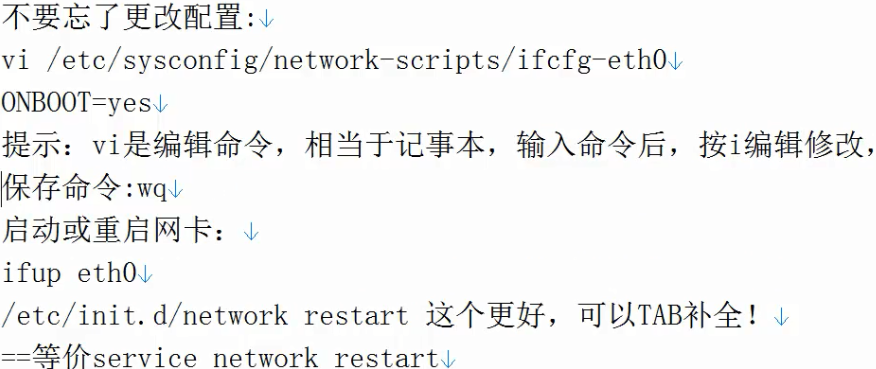 不要忘了更改配置:↓
vi /etc/sysconfig/network-scripts/ifcfg-eth0↓
ONBOOT=yes↓
提示：vi是编辑命令，相当于记事本，输入命令后，按i编辑修改，
保存命令:wq↓
启动或重启网卡：↓
ifup eth0↓
/etc/init.d/network restart 这个更好，可以TAB补全！↓
==等价service network restart↓